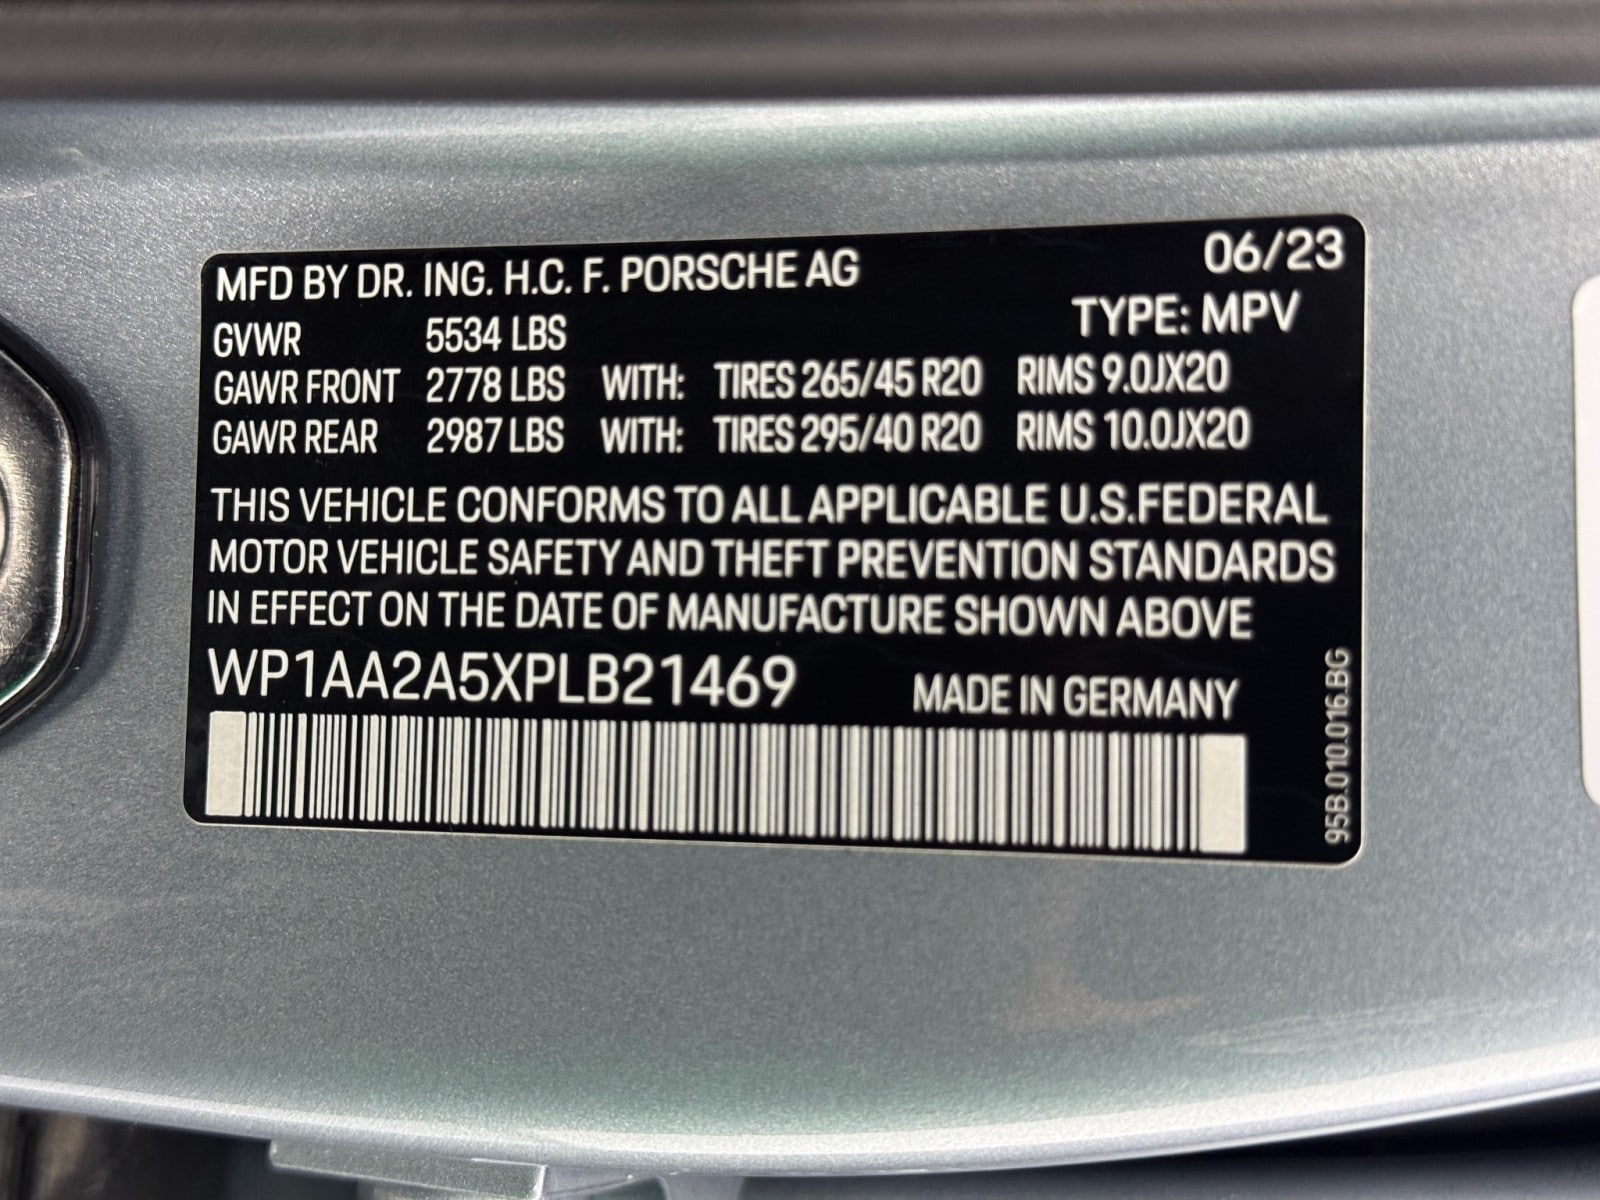 06/23
MFD BY DR. ING. H.C. F. PORSCHE AG
TYPE: MPV
GVWR 5534 LBS
GAWR FRONT 2778 LBS WITH: TIRES 265/45 R20 RIMS 9.0JX20
GAWR REAR 2987 LBS WITH: TIRES 295/40 R20 RIMS 10.0JX20
THIS VEHICLE CONFORMS TO ALL APPLICABLE U.S.FEDERAL
MOTOR VEHICLE SAFETY AND THEFT PREVENTION STANDARDS
IN EFFECT ON THE DATE OF MANUFACTURE SHOWN ABOVE
WP1AA2A5XPLB21469 MADE IN GERMANY
95B.010.016.BG